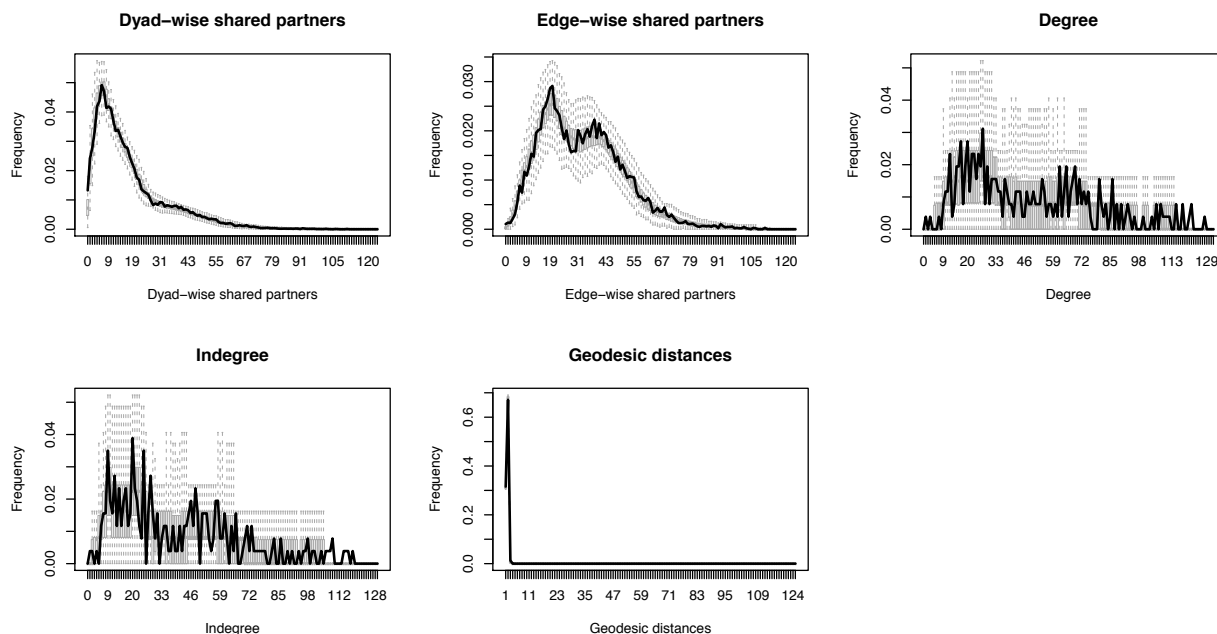 Dyad−wise shared partners
Frequency
0.00 0.02 0.04
0 9 19 31 43 55 67 79 91 105 120
Dyad−wise shared partners
Edge−wise shared partners
Frequency
0.000 0.010 0.020 0.030
0 9 19 31 43 55 67 79 91 105 120
Edge−wise shared partners
Degree
Frequency
0.00 0.02 0.04
0 9 20 33 46 59 72 85 98 113 129
Degree
Indegree
Frequency
0.00 0.02 0.04
0 9 20 33 46 59 72 85 98 112 128
Indegree
Geodesic distances
Frequency
0.0 0.2 0.4 0.6
1 11 23 35 47 59 71 83 95 109 124
Geodesic distances